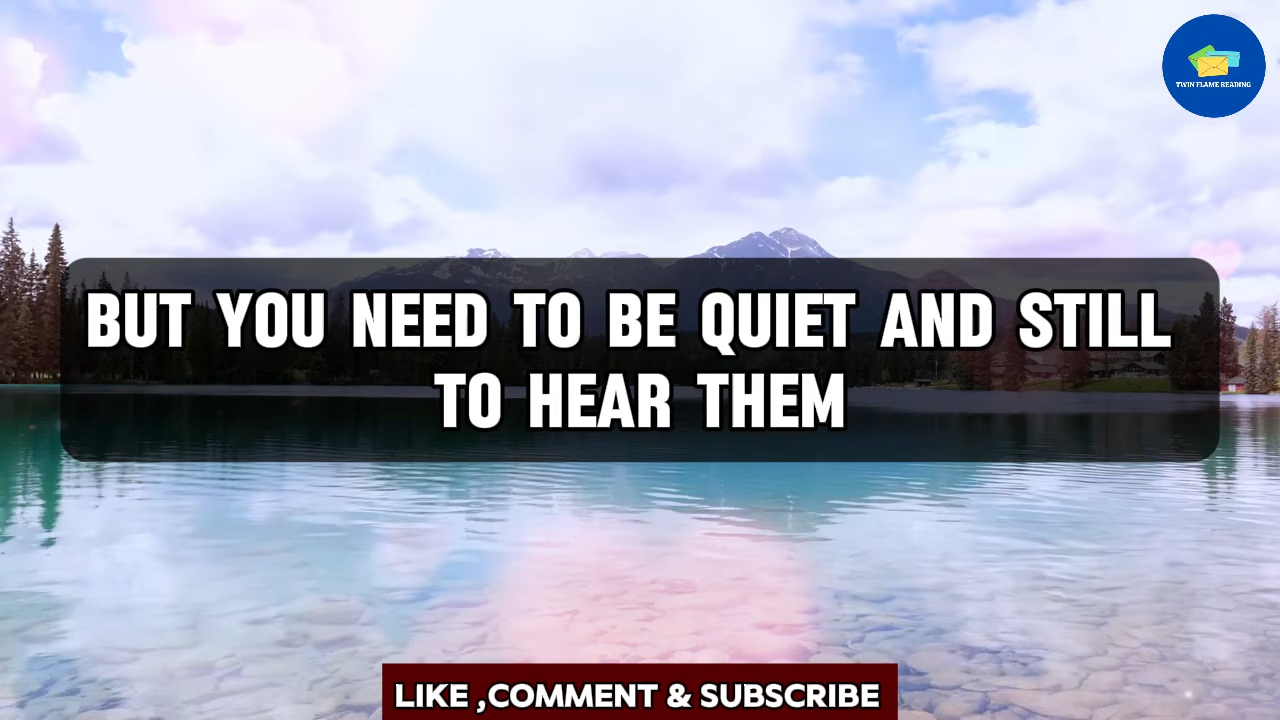 TWIN FLAME READING
BUT YOU NEED TO BE QUIET AND STILL
TO HEAR THEM
LIKE ,COMMENT & SUBSCRIBE